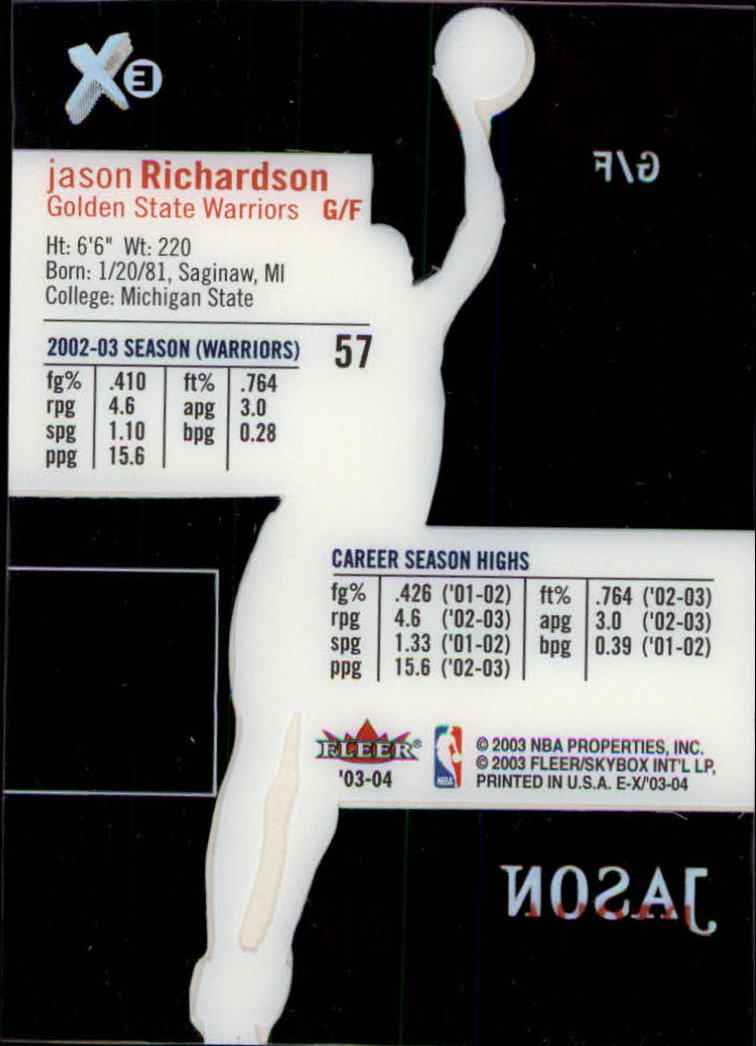 XE
G/F
jason Richardson
Golden State Warriors G/F
Ht: 6'6" Wt: 220
Born: 1/20/81, Saginaw, MI
College: Michigan State
2002-03 SEASON (WARRIORS) 57
fg% .410 ft% .764
rpg 4.6 apg 3.0
spg 1.10 bpg 0.28
ppg 15.6
CAREER SEASON HIGHS
fg% .426 ('01-02) ft% .764 ('02-03)
rpg 4.6 ('02-03) apg 3.0 ('02-03)
spg 1.33 ('01-02) bpg 0.39 ('01-02)
ppg 15.6 ('02-03)
FLEER®
'03-04
NBA
© 2003 NBA PROPERTIES, INC.
© 2003 FLEER/SKYBOX INT'L LP,
PRINTED IN U.S.A. E-X/'03-04
JASON